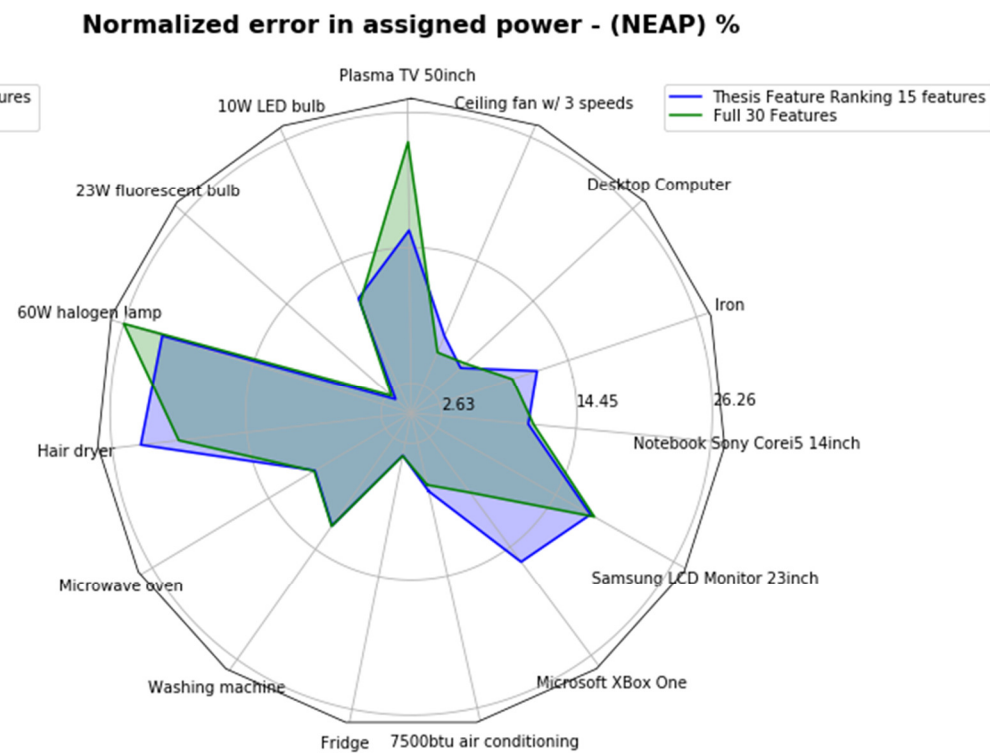 Normalized error in assigned power - (NEAP) %
ures
Thesis Feature Ranking 15 features
Full 30 Features
Plasma TV 50inch
10W LED bulb
Ceiling fan w/ 3 speeds
23W fluorescent bulb
Desktop Computer
60W halogen lamp
Iron
2.63
14.45
26.26
Hair dryer
Notebook Sony Corei5 14inch
Microwave oven
Samsung LCD Monitor 23inch
Washing machine
Microsoft XBox One
Fridge
7500btu air conditioning